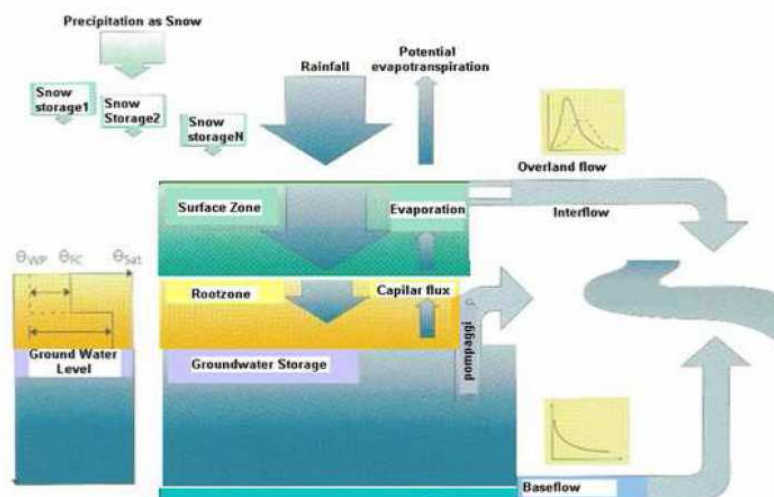 Precipitation as Snow
Snow
storage1
Snow
Storage2
Snow
storageN
Rainfall
Potential
evapotranspiration
Overland flow
Interflow
Surface Zone
Evaporation
θWP
θFC
θSat
Rootzone
Capilar flux
pompaggi
Ground Water
Level
Groundwater Storage
Baseflow